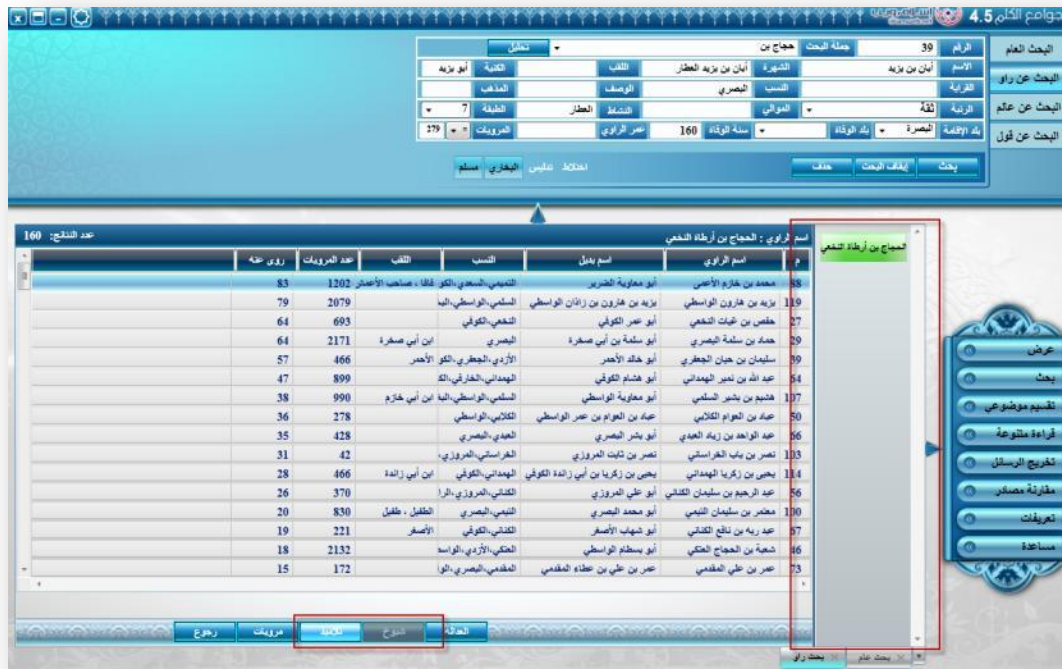 جوامع الكلم 4.5
البحث العام
البحث عن راو
البحث عن عالم
البحث عن قول
الرقم 39 جملة البحث حجاج بن تحليل
الاسم أبان بن يزيد الشهرة أبان بن يزيد العطار اللقب الكنية أبو يزيد
القرابة النسب البصري الوصف المذهب
الرتبة ثقة الموالي النشاط العطار الطبقة 7
بلد الإقامة البصرة بلد الوفاة سنة الوفاة 160 عمر الراوي المرويات = 279
اختلاط تدليس البخاري مسلم
بحث إيقاف البحث حذف
الحجاج بن أرطاة النخعي
اسم الراوي : الحجاج بن أرطاة النخعي عدد النتائج: 160
م اسم الراوي اسم بديل النسب اللقب عدد المرويات روى عنه
88 محمد بن خازم الأعمى أبو معاوية الضرير التميمي،السعدي،الكو فافا ، صاحب الأعمش 1202 83
119 يزيد بن هارون الواسطي يزيد بن هارون بن زاذان الواسطي السلمي،الواسطي،البخ 2079 79
27 حفص بن غياث النخعي أبو عمر الكوفي النخعي،الكوفي 693 64
29 حماد بن سلمة البصري أبو سلمة بن أبي صخرة البصري ابن أبي صخرة 2171 64
39 سليمان بن حيان الجعفري أبو خالد الأحمر الأزدي،الجعفري،الكو الأحمر 466 57
54 عبد الله بن نمير الهمداني أبو هشام الكوفي الهمداني،الخارفي،الك 899 47
107 هشيم بن بشير السلمي أبو معاوية الواسطي السلمي،الواسطي،البخ ابن أبي خازم 990 38
50 عباد بن العوام الكلابي عباد بن العوام بن عمر الواسطي الكلابي،الواسطي 278 36
66 عبد الواحد بن زياد العبدي أبو بشر البصري العبدي،البصري 428 35
103 نصر بن باب الخراساني نصر بن ثابت المروزي الخراساني،المروزي، 42 31
114 يحيى بن زكريا الهمداني يحيى بن زكريا بن أبي زائدة الكوفي الهمداني،الكوفي ابن أبي زائدة 466 28
56 عبد الرحيم بن سليمان الكناني أبو علي المروزي الكناني،المروزي،الرا 370 26
100 معتمر بن سليمان التيمي أبو محمد البصري التيمي،البصري الطفيل ، طفيل 830 20
67 عبد ربه بن نافع الكناني أبو شهاب الأصغر الكناني،الكوفي الأصغر 221 19
46 شعبة بن الحجاج العتكي أبو بسطام الواسطي العتكي،الأزدي،الواسط 2132 18
73 عمر بن علي المقدمي عمر بن علي بن عطاء المقدمي المقدمي،البصري،الوا 172 15
العدالة شيوخ تلاميذ مرويات رجوع
بحث عام بحث راو
عرض
بحث
تقسيم موضوعي
قراءة متنوعة
تخريج الرسائل
مقارنة مصادر
تعريفات
مساعدة